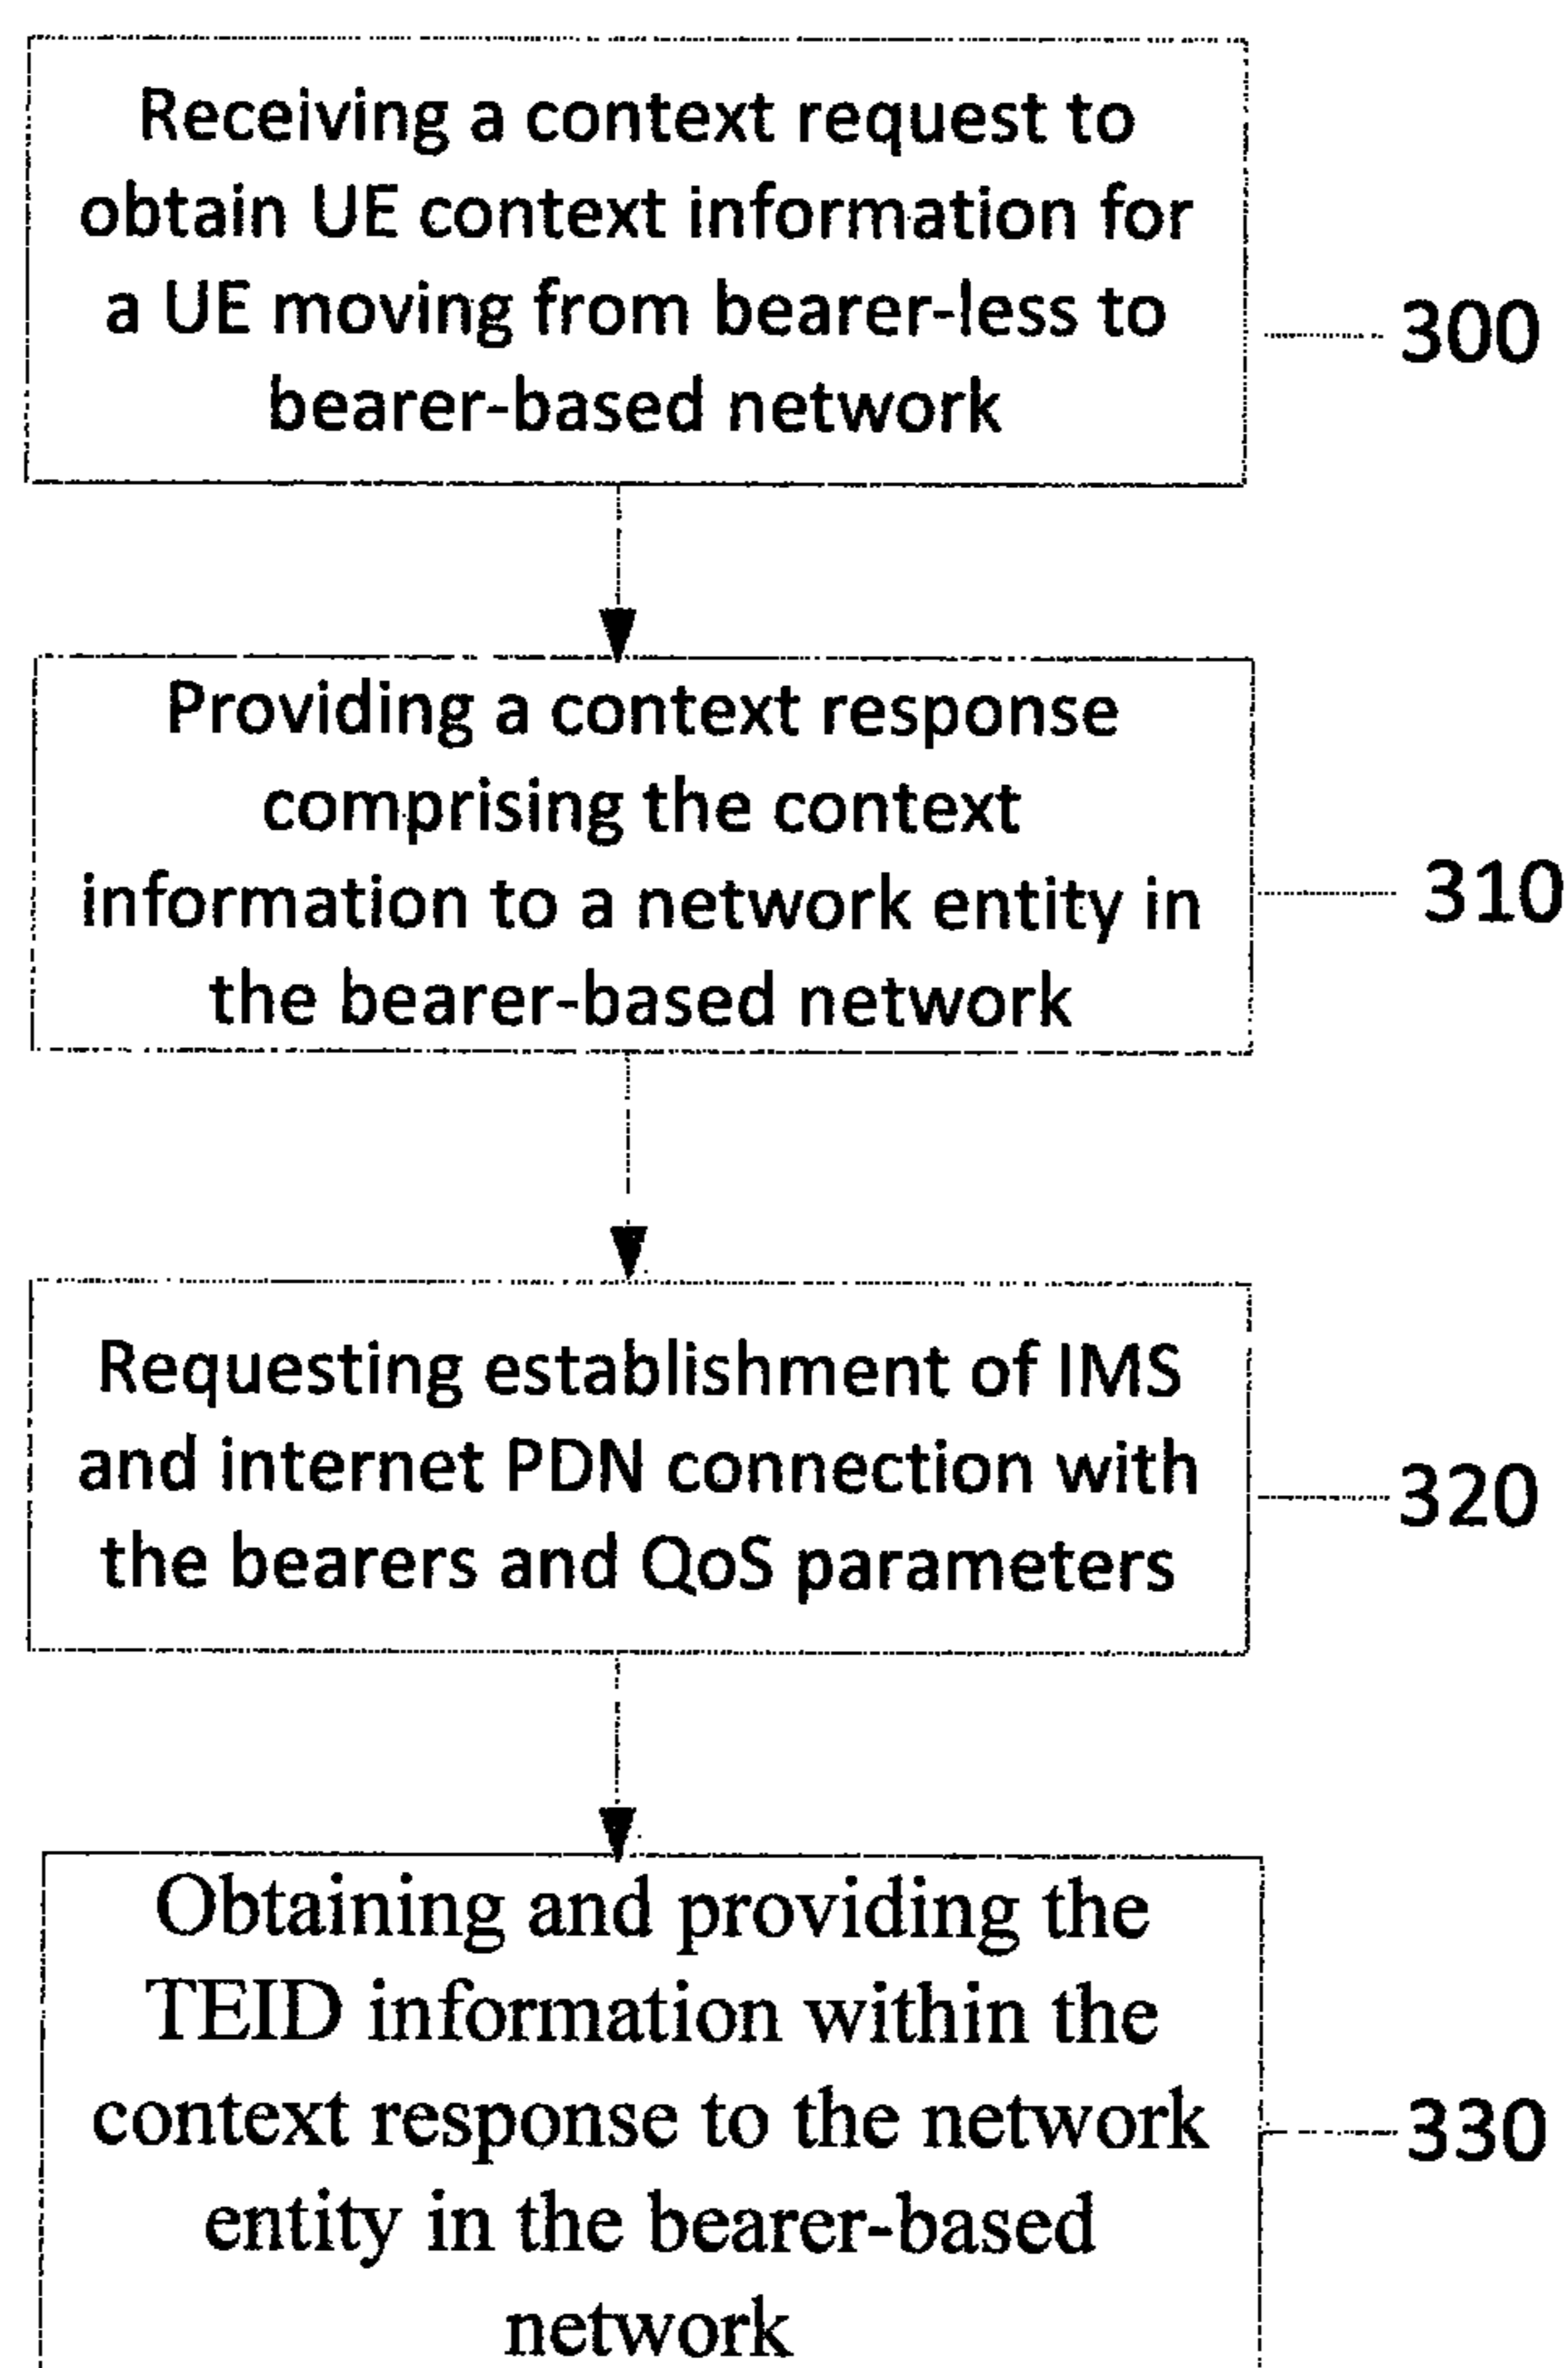 Receiving a context request to
obtain UE context information for
a UE moving from bearer-less to
bearer-based network
300
Providing a context response
comprising the context
information to a network entity in
the bearer-based network
310
Requesting establishment of IMS
and internet PDN connection with
the bearers and QoS parameters
320
Obtaining and providing the
TEID information within the
context response to the network
entity in the bearer-based
network
330